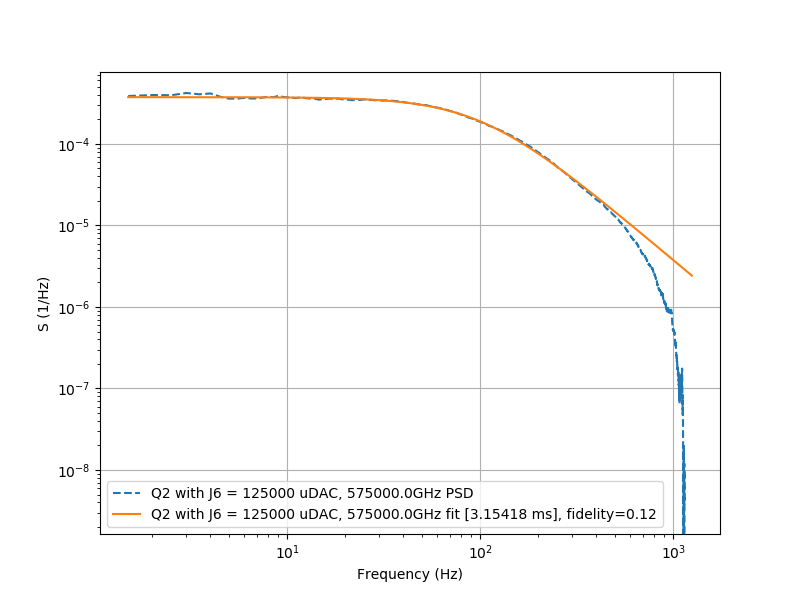 S (1/Hz)
10⁻⁴
10⁻⁵
10⁻⁶
10⁻⁷
10⁻⁸
Q2 with J6 = 125000 uDAC, 575000.0GHz PSD
Q2 with J6 = 125000 uDAC, 575000.0GHz fit [3.15418 ms], fidelity=0.12
10¹ 10² 10³
Frequency (Hz)